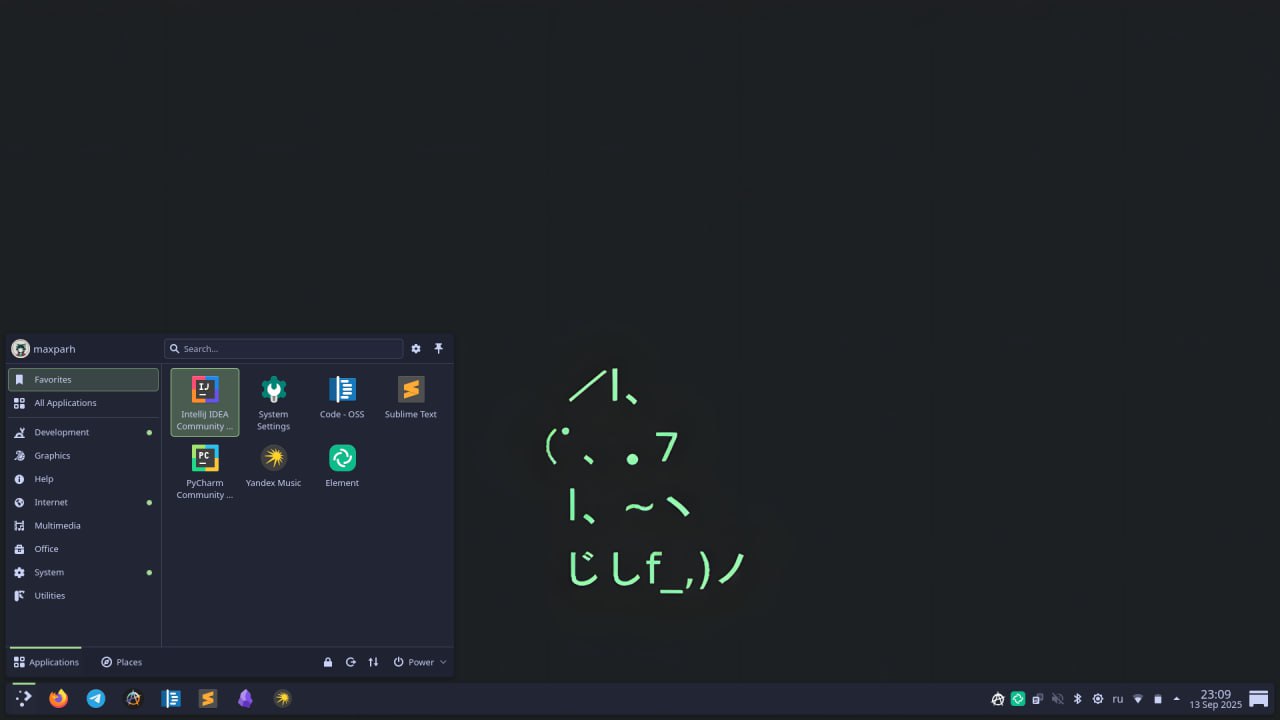 maxparh
Search...
Favorites
All Applications
Development
Graphics
Help
Internet
Multimedia
Office
System
Utilities
IntelliJ IDEA
Community ...
System
Settings
Code - OSS
Sublime Text
PyCharm
Community ...
Yandex Music
Element
Applications
Places
Power
／l、
(ﾟ､ 。7
l、~ヽ
じしf_,)ノ
ru
23:09
13 Sep 2025